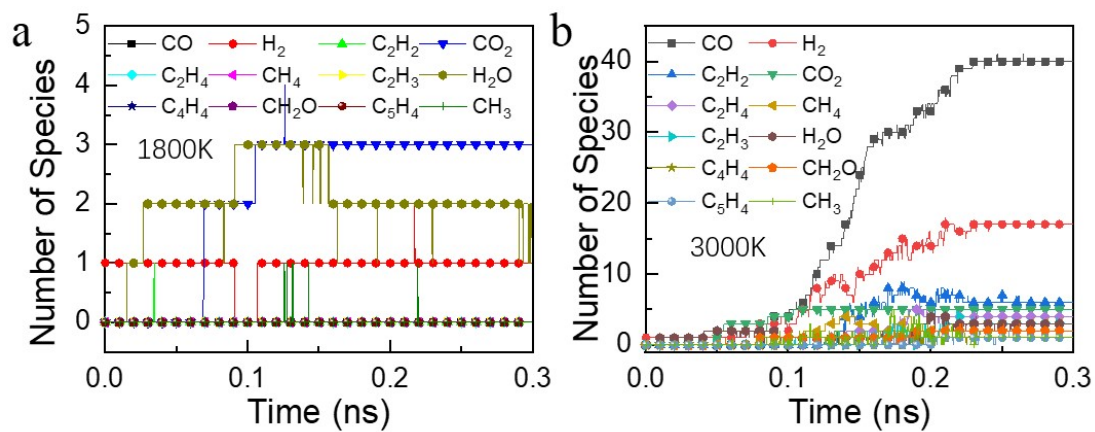 a
5
4
3
2
1
0
Number of Species
CO H₂ C₂H₂ CO₂
C₂H₄ CH₄ C₂H₃ H₂O
C₄H₄ CH₂O C₅H₄ CH₃
1800K
0.0 0.1 0.2 0.3
Time (ns)
b
40
30
20
10
0
Number of Species
CO H₂
C₂H₂ CO₂
C₂H₄ CH₄
C₂H₃ H₂O
C₄H₄ CH₂O
C₅H₄ CH₃
3000K
0.0 0.1 0.2 0.3
Time (ns)